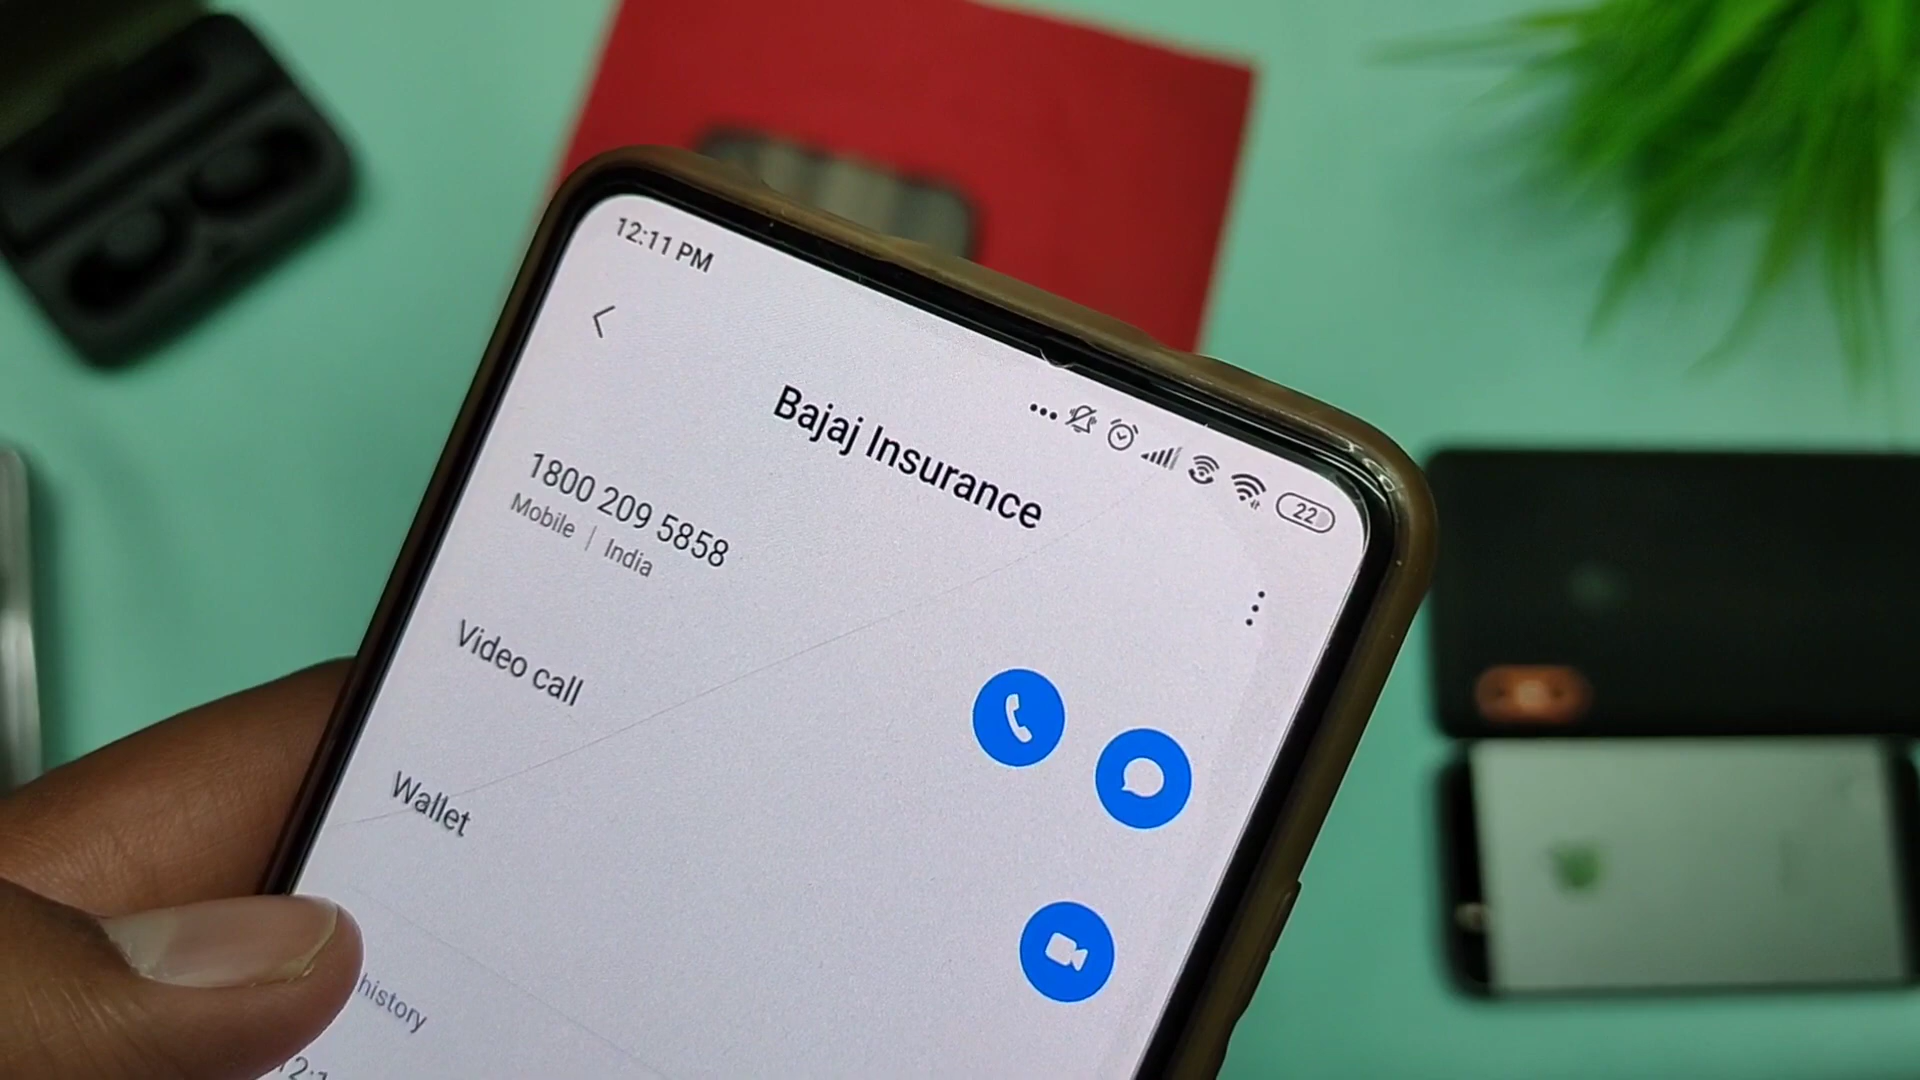 12:11 PM
22
Bajaj Insurance
1800 209 5858
Mobile | India
Video call
Wallet
history